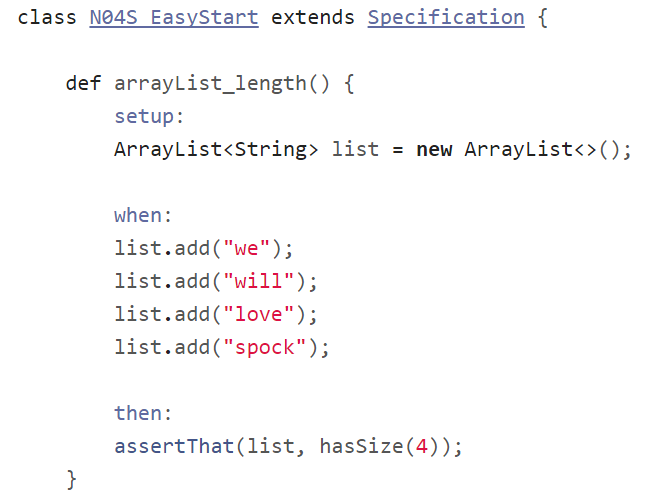 class N04S_EasyStart extends Specification {
def arrayList_length() {
setup:
ArrayList<String> list = new ArrayList<>();
when:
list.add("we");
list.add("will");
list.add("love");
list.add("spock");
then:
assertThat(list, hasSize(4));
}